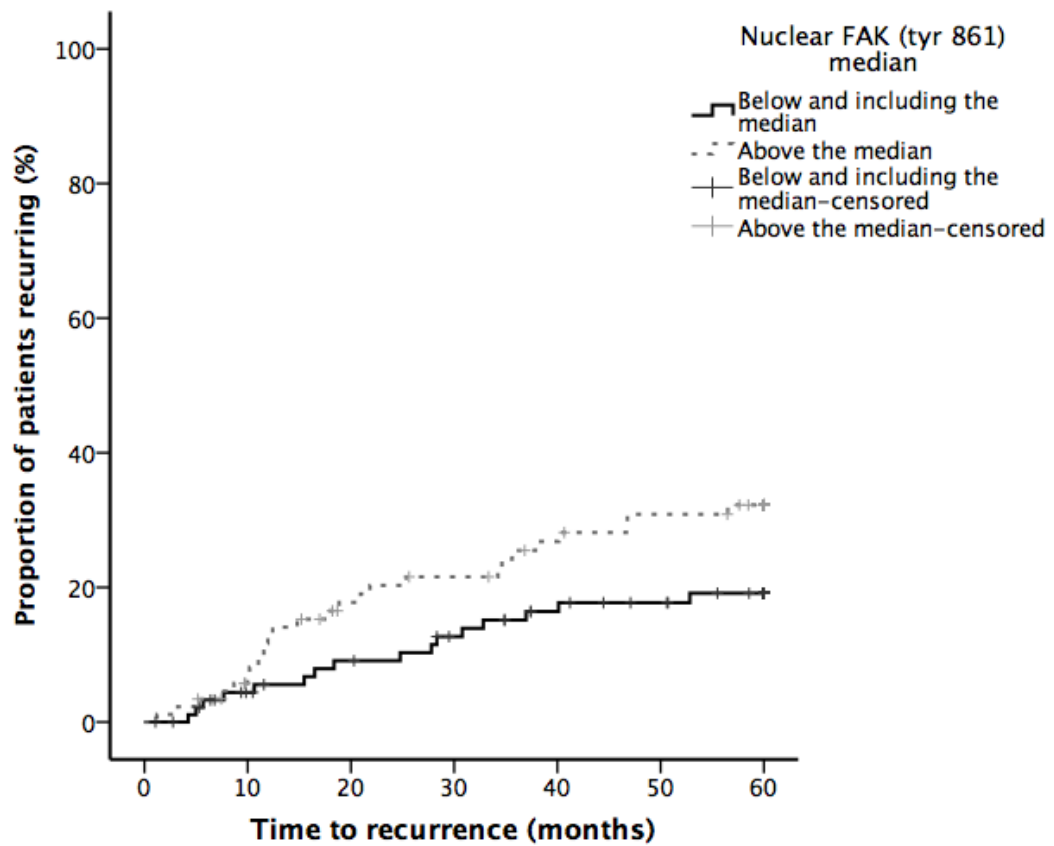 Nuclear FAK (tyr 861)
median
Below and including the
median
Above the median
Below and including the
median-censored
Above the median-censored
Proportion of patients recurring (%)
100
80
60
40
20
0
0 10 20 30 40 50 60
Time to recurrence (months)